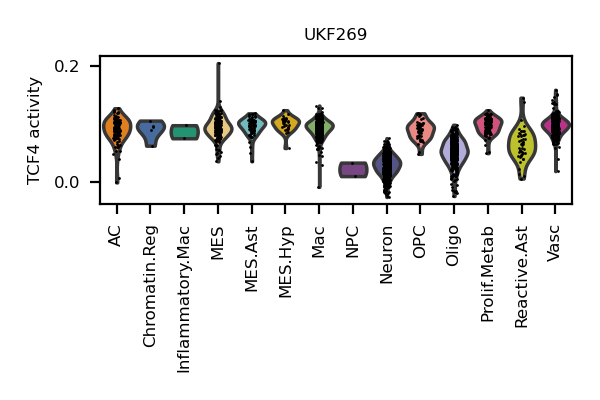 UKF269
TCF4 activity
0.2
0.0
AC
Chromatin.Reg
Inflammatory.Mac
MES
MES.Ast
MES.Hyp
Mac
NPC
Neuron
OPC
Oligo
Prolif.Metab
Reactive.Ast
Vasc